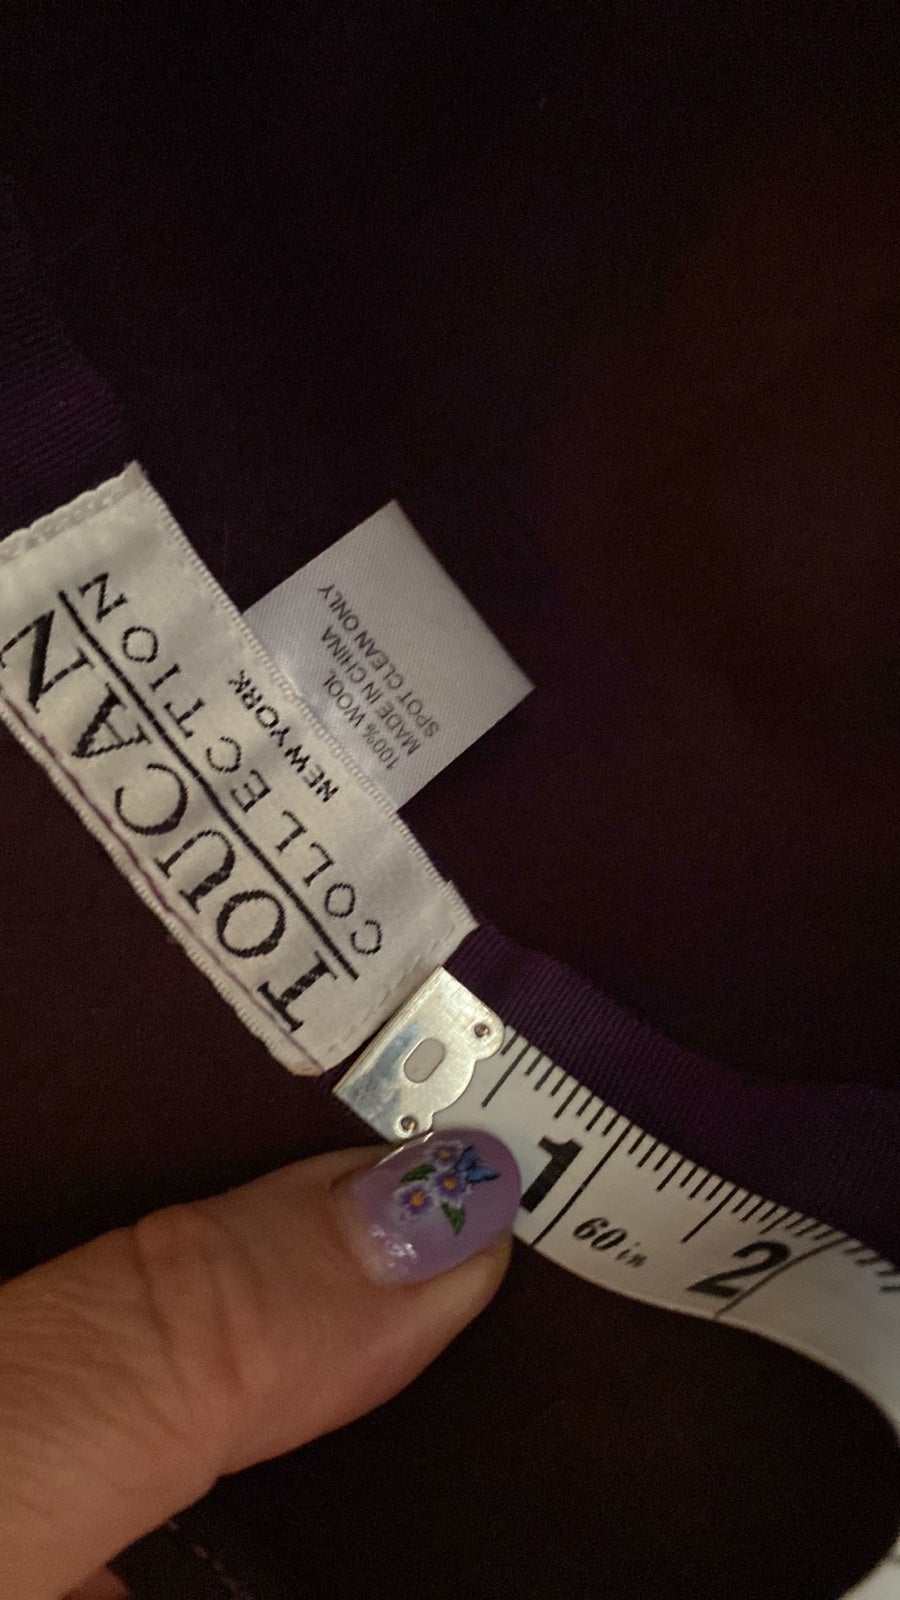 TOUCAN
COLLECTION
NEW YORK
100% WOOL
MADE IN CHINA
SPOT CLEAN ONLY
1
60 in
2